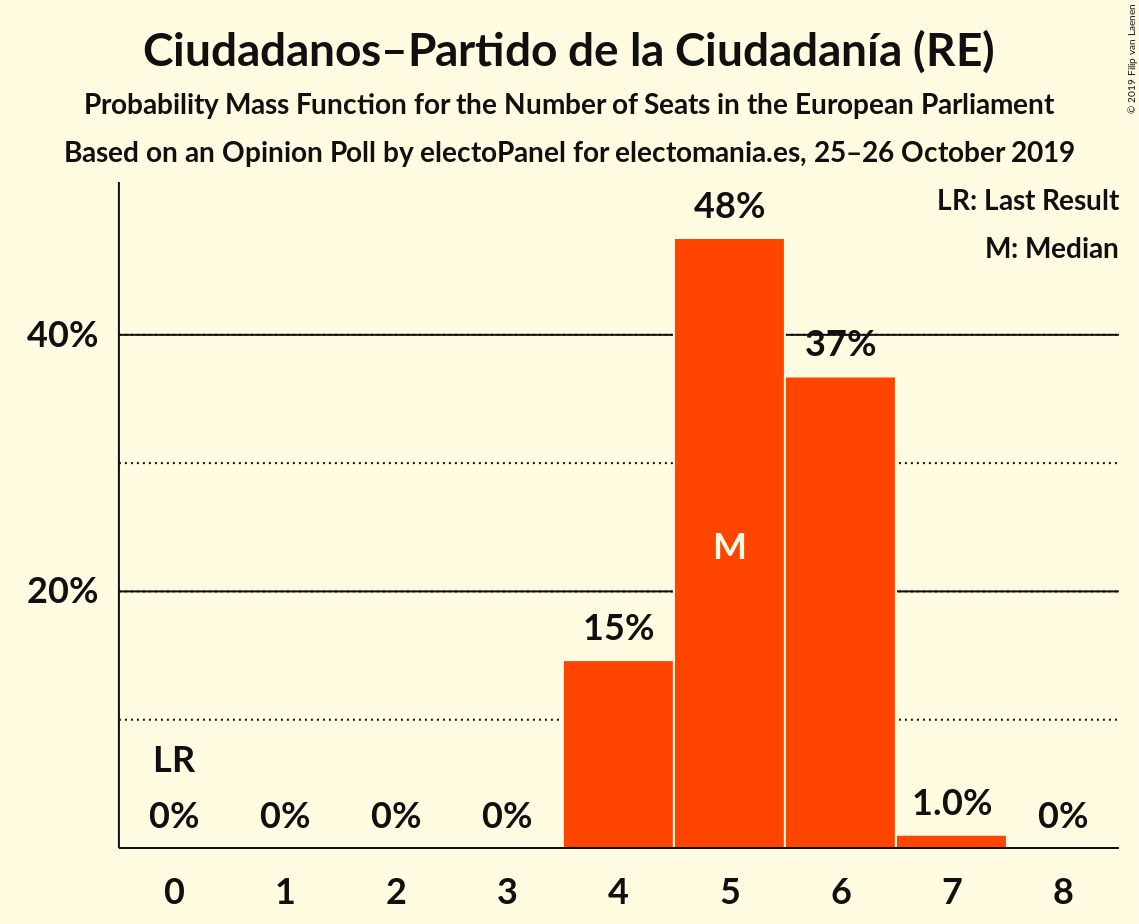 Ciudadanos–Partido de la Ciudadanía (RE)
Probability Mass Function for the Number of Seats in the European Parliament
Based on an Opinion Poll by electoPanel for electomania.es, 25–26 October 2019
© 2019 Filip van Laenen
LR: Last Result
M: Median
48%
40%
37%
M
20%
15%
LR
0%
0%
0%
0%
1.0%
0%
0
1
2
3
4
5
6
7
8